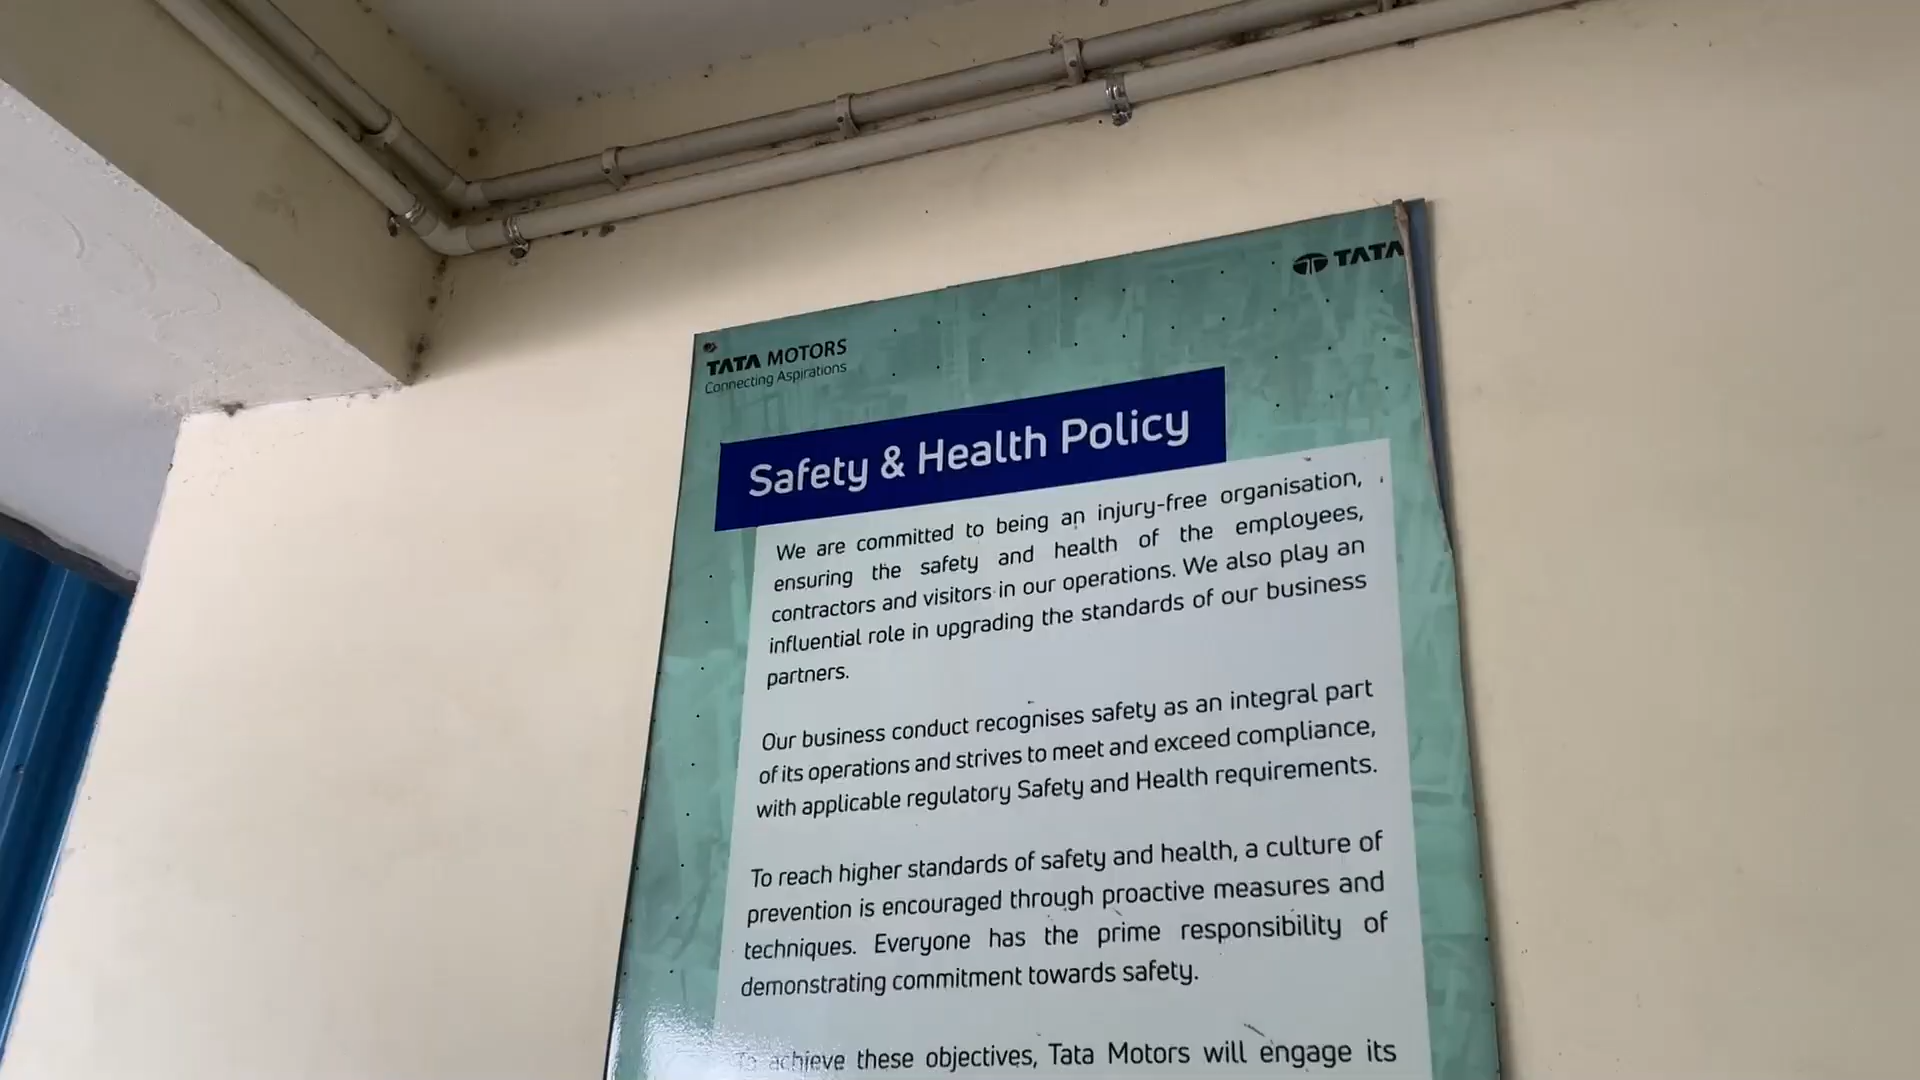 TATA
TATA MOTORS
Connecting Aspirations
Safety & Health Policy
We are committed to being an injury-free organisation,
ensuring the safety and health of the employees,
contractors and visitors in our operations. We also play an
influential role in upgrading the standards of our business
partners.
Our business conduct recognises safety as an integral part
of its operations and strives to meet and exceed compliance,
with applicable regulatory Safety and Health requirements.
To reach higher standards of safety and health, a culture of
prevention is encouraged through proactive measures and
techniques. Everyone has the prime responsibility of
demonstrating commitment towards safety.
To achieve these objectives, Tata Motors will engage its